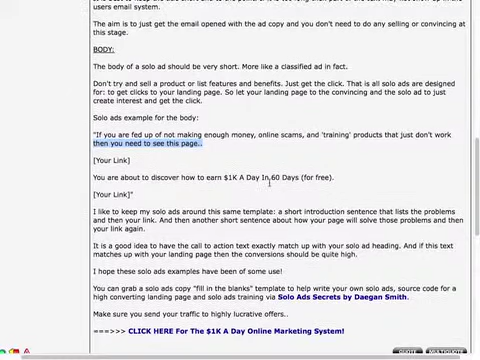 users email system.
The aim is to just get the email opened with the ad copy and you don't need to do any selling or convincing at
this stage.
BODY:
The body of a solo ad should be very short. More like a classified ad in fact.
Don't try and sell a product or list features and benefits. Just get the click. That is all solo ads are designed
for: to get clicks to your landing page. So let your landing page to the convincing and the solo ad to just
create interest and get the click.
Solo ads example for the body:
"If you are fed up of not making enough money, online scams, and 'training' products that just don't work
then you need to see this page..
[Your Link]
You are about to discover how to earn $1K A Day In 60 Days (for free).
[Your Link]"
I like to keep my solo ads around this same template: a short introduction sentence that lists the problems
and then your link. And then another short sentence about how your page will solve those problems and then
your link again.
It is a good idea to have the call to action text exactly match up with your solo ad heading. And if this text
matches up with your landing page then the conversions should be quite high.
I hope these solo ads examples have been of some use!
You can grab a solo ads copy "fill in the blanks" template to help write your own solo ads, source code for a
high converting landing page and solo ads training via Solo Ads Secrets by Daegan Smith.
Make sure you send your traffic to highly lucrative offers..
===>>> CLICK HERE For The $1K A Day Online Marketing System!
QUOTE MULTIQUOTE